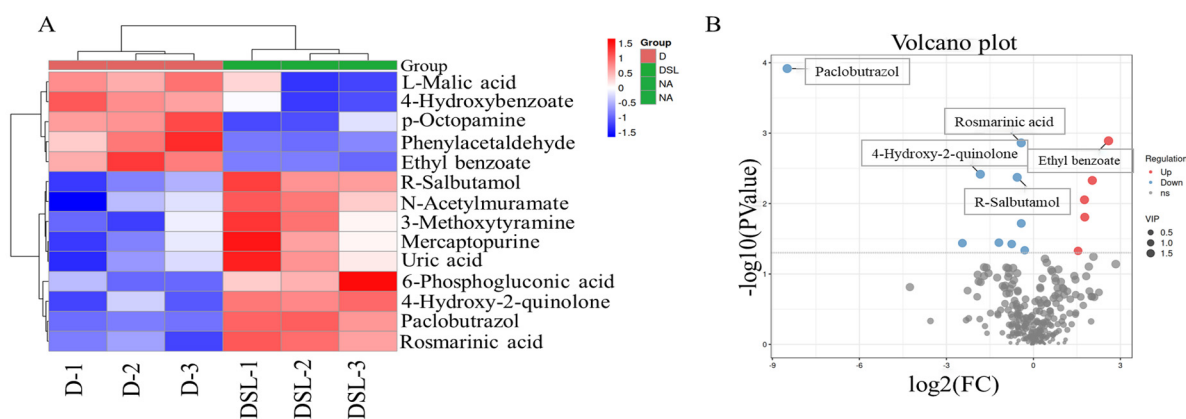 A
1.5
1
0.5
0
-0.5
-1
-1.5
Group
D
DSL
NA
NA
Group
L-Malic acid
4-Hydroxybenzoate
p-Octopamine
Phenylacetaldehyde
Ethyl benzoate
R-Salbutamol
N-Acetylmuramate
3-Methoxytyramine
Mercaptopurine
Uric acid
6-Phosphogluconic acid
4-Hydroxy-2-quinolone
Paclobutrazol
Rosmarinic acid
D-1
D-2
D-3
DSL-1
DSL-2
DSL-3
B
Volcano plot
-log10(PValue)
4
3
2
1
0
Paclobutrazol
Rosmarinic acid
4-Hydroxy-2-quinolone
Ethyl benzoate
R-Salbutamol
-9
-6
-3
0
3
log2(FC)
Regulation
Up
Down
ns
VIP
0.5
1.0
1.5